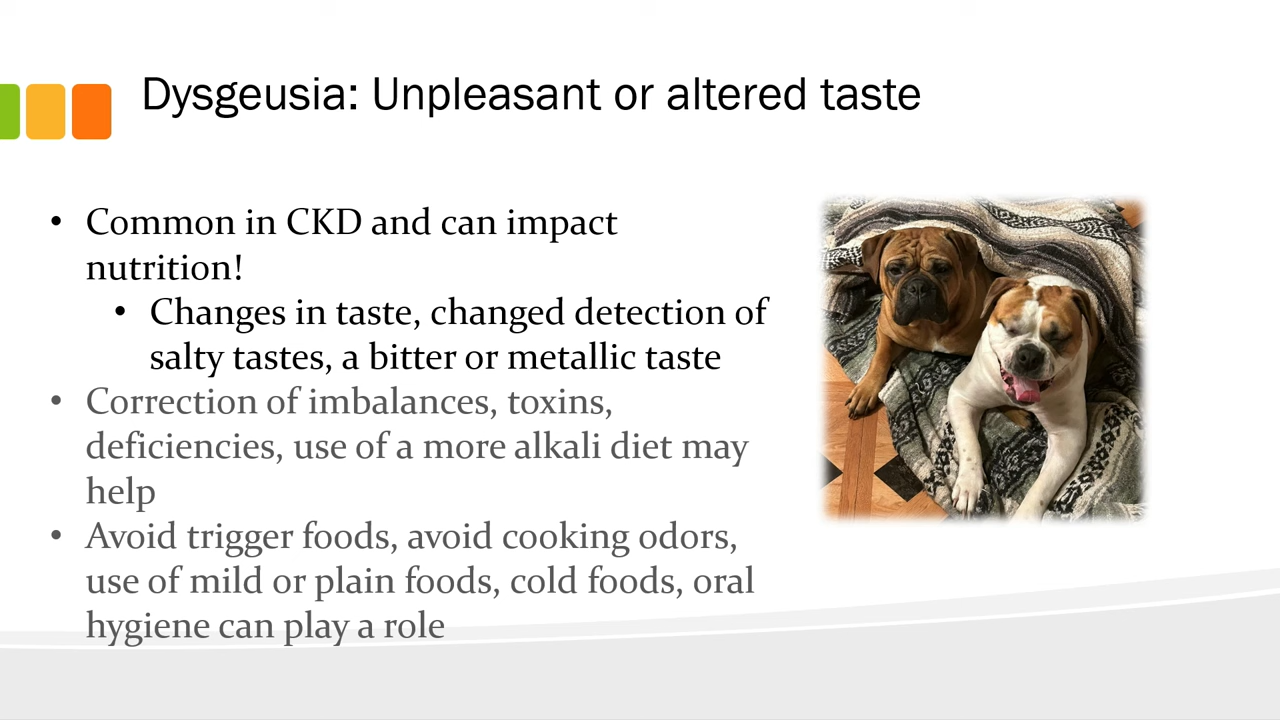 Dysgeusia: Unpleasant or altered taste
• Common in CKD and can impact
nutrition!
• Changes in taste, changed detection of
salty tastes, a bitter or metallic taste
• Correction of imbalances, toxins,
deficiencies, use of a more alkali diet may
help
• Avoid trigger foods, avoid cooking odors,
use of mild or plain foods, cold foods, oral
hygiene can play a role